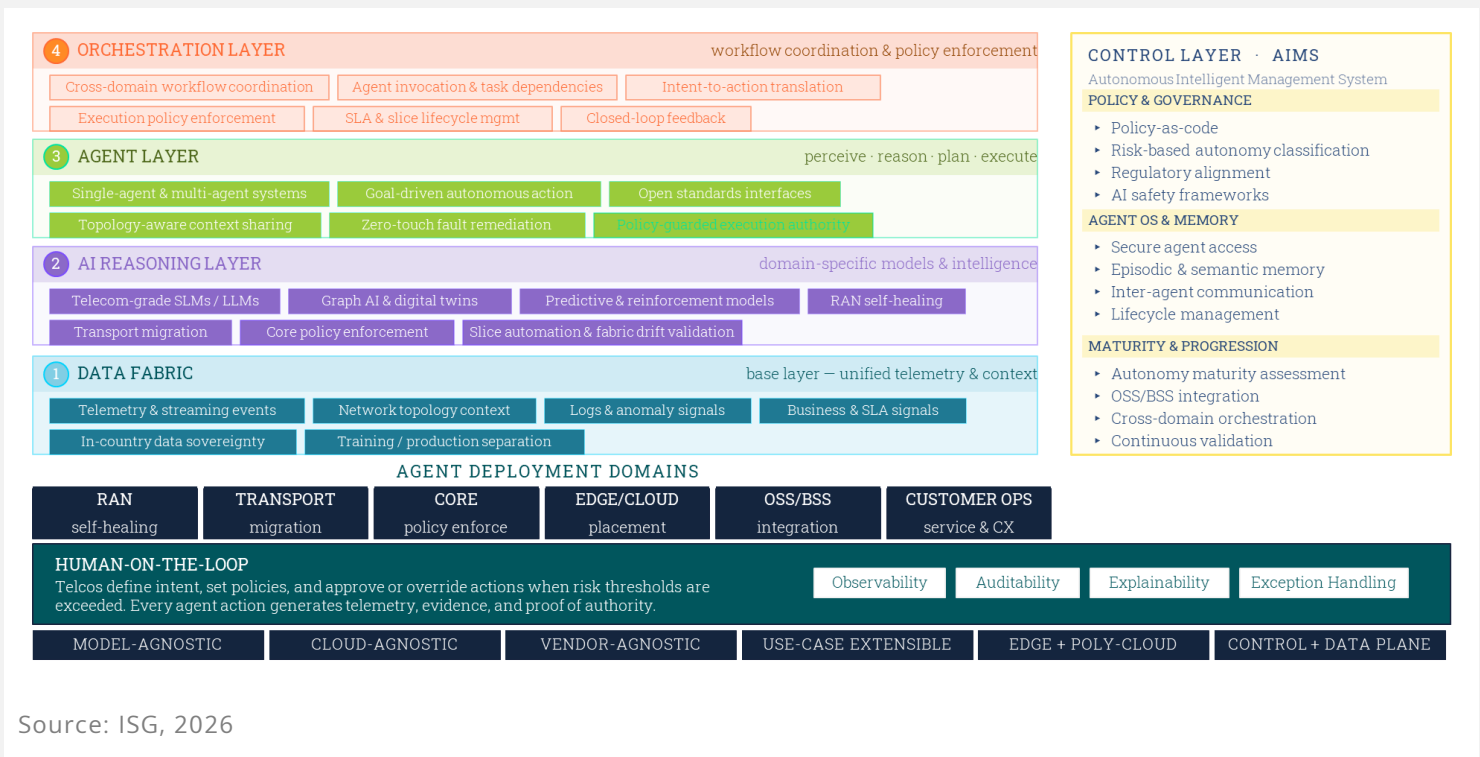 4 ORCHESTRATION LAYER workflow coordination & policy enforcement
Cross-domain workflow coordination Agent invocation & task dependencies Intent-to-action translation
Execution policy enforcement SLA & slice lifecycle mgmt Closed-loop feedback
3 AGENT LAYER perceive · reason · plan · execute
Single-agent & multi-agent systems Goal-driven autonomous action Open standards interfaces
Topology-aware context sharing Zero-touch fault remediation Policy-guarded execution authority
2 AI REASONING LAYER domain-specific models & intelligence
Telecom-grade SLMs / LLMs Graph AI & digital twins Predictive & reinforcement models RAN self-healing
Transport migration Core policy enforcement Slice automation & fabric drift validation
1 DATA FABRIC base layer — unified telemetry & context
Telemetry & streaming events Network topology context Logs & anomaly signals Business & SLA signals
In-country data sovereignty Training / production separation
CONTROL LAYER · AIMS
Autonomous Intelligent Management System
POLICY & GOVERNANCE
‣ Policy-as-code
‣ Risk-based autonomy classification
‣ Regulatory alignment
‣ AI safety frameworks
AGENT OS & MEMORY
‣ Secure agent access
‣ Episodic & semantic memory
‣ Inter-agent communication
‣ Lifecycle management
MATURITY & PROGRESSION
‣ Autonomy maturity assessment
‣ OSS/BSS integration
‣ Cross-domain orchestration
‣ Continuous validation
AGENT DEPLOYMENT DOMAINS
RAN TRANSPORT CORE EDGE/CLOUD OSS/BSS CUSTOMER OPS
self-healing migration policy enforce placement integration service & CX
HUMAN-ON-THE-LOOP
Telcos define intent, set policies, and approve or override actions when risk thresholds are
exceeded. Every agent action generates telemetry, evidence, and proof of authority.
Observability Auditability Explainability Exception Handling
MODEL-AGNOSTIC CLOUD-AGNOSTIC VENDOR-AGNOSTIC USE-CASE EXTENSIBLE EDGE + POLY-CLOUD CONTROL + DATA PLANE
Source: ISG, 2026